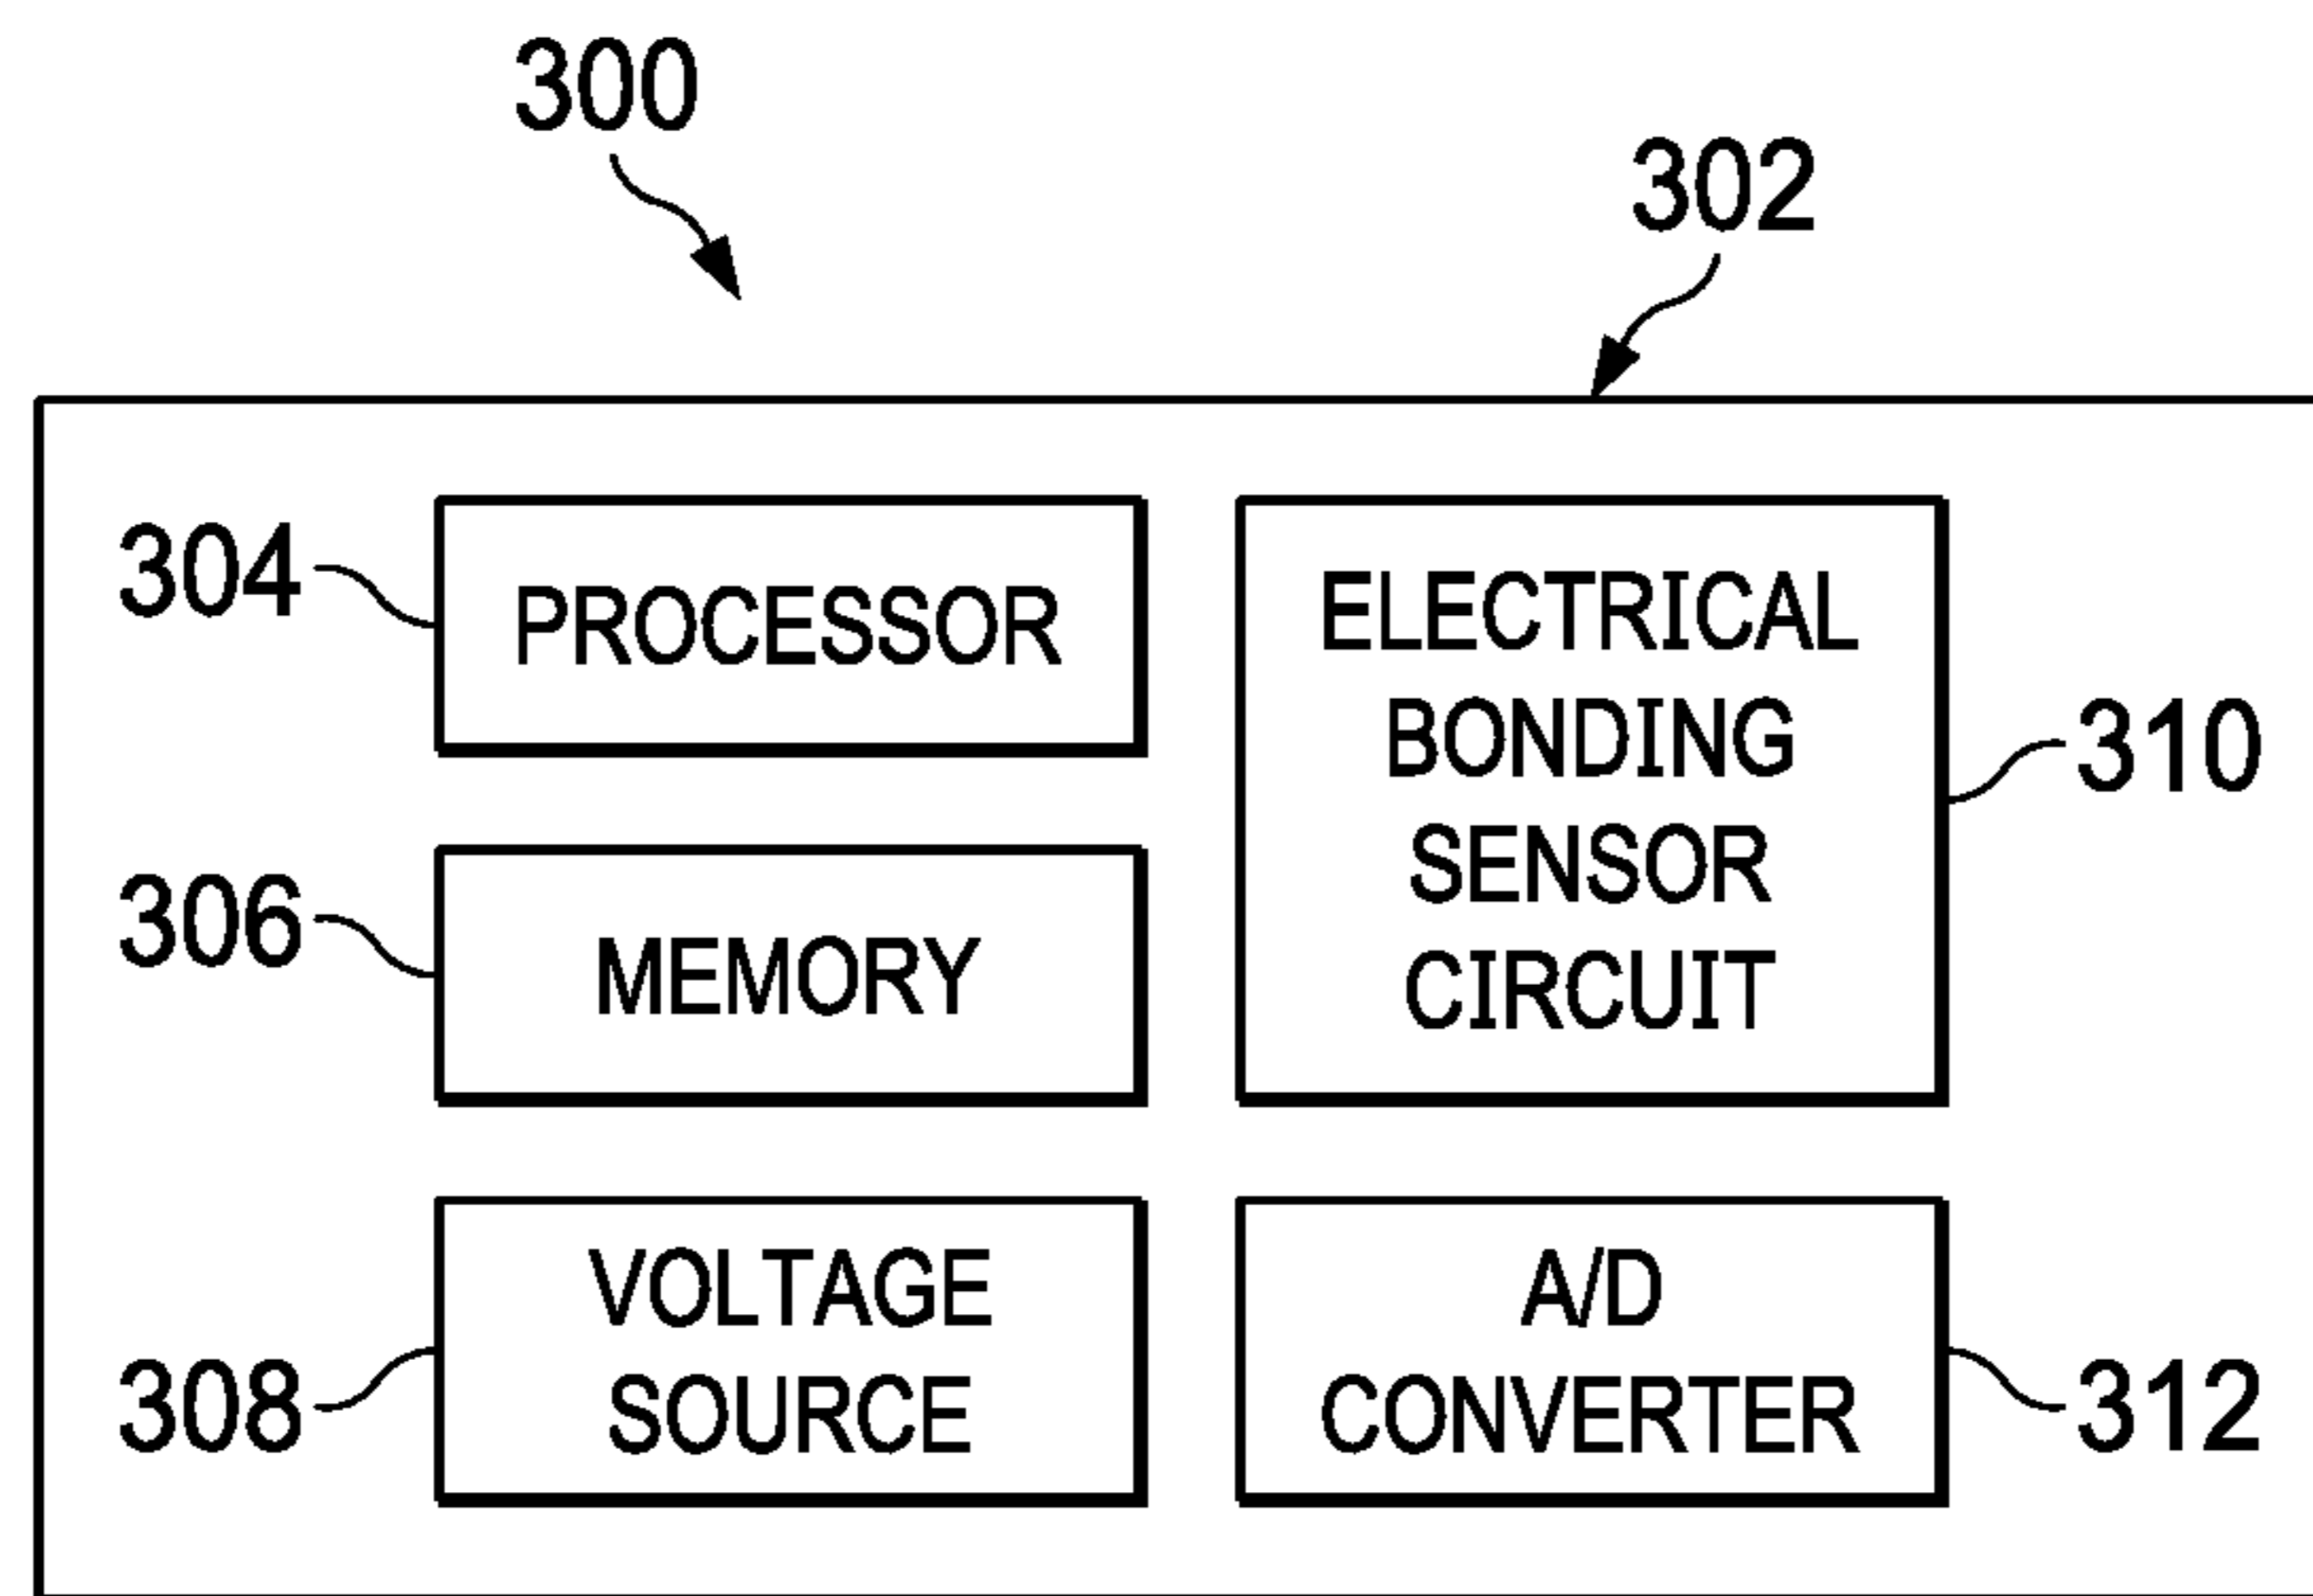 300
302
304
PROCESSOR
306
MEMORY
308
VOLTAGE
SOURCE
ELECTRICAL
BONDING
SENSOR
CIRCUIT
310
A/D
CONVERTER
312